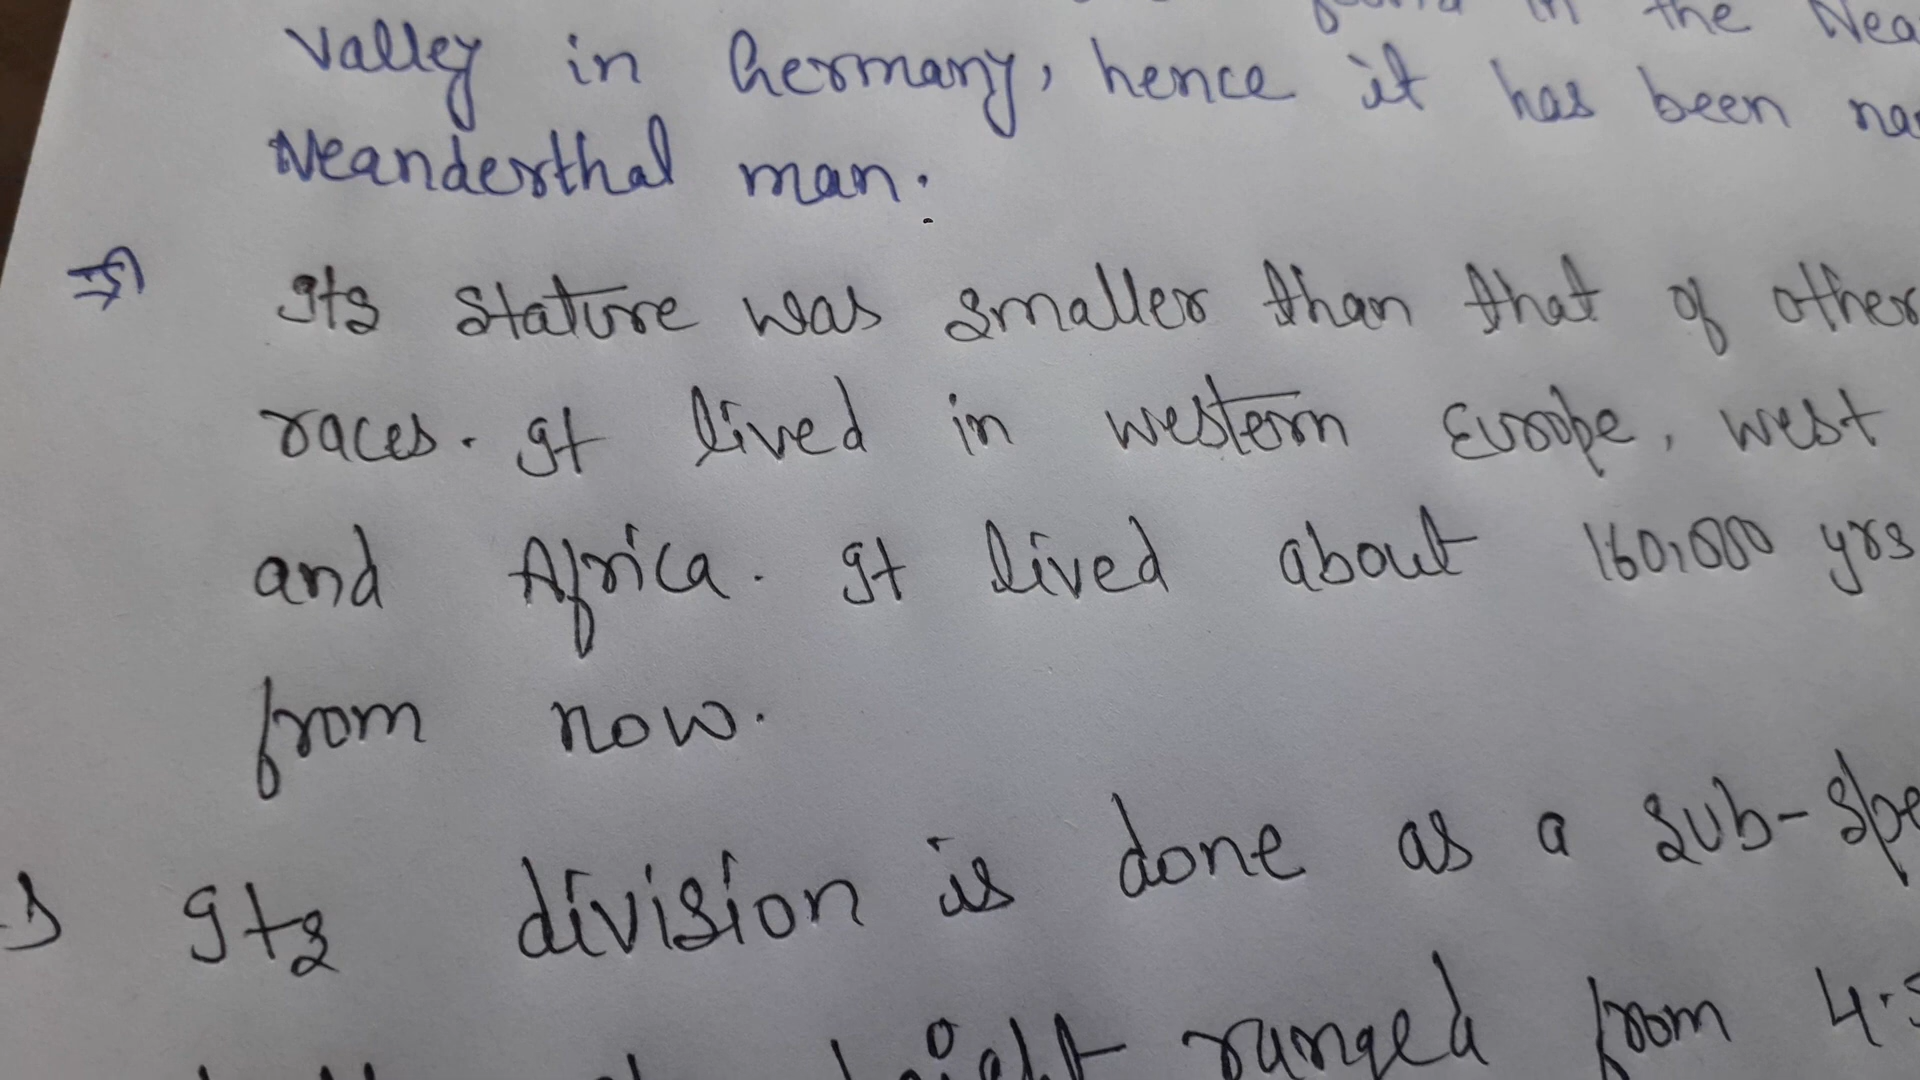 in the
valley in Germany, hence it has been
Neanderthal man.
⇒ Its stature was smaller than that of other
races. It lived in western Europe, west
and Africa. It lived about 160,000 yrs
from now.
Its division is done as a sub-spe
ranged from 4.5